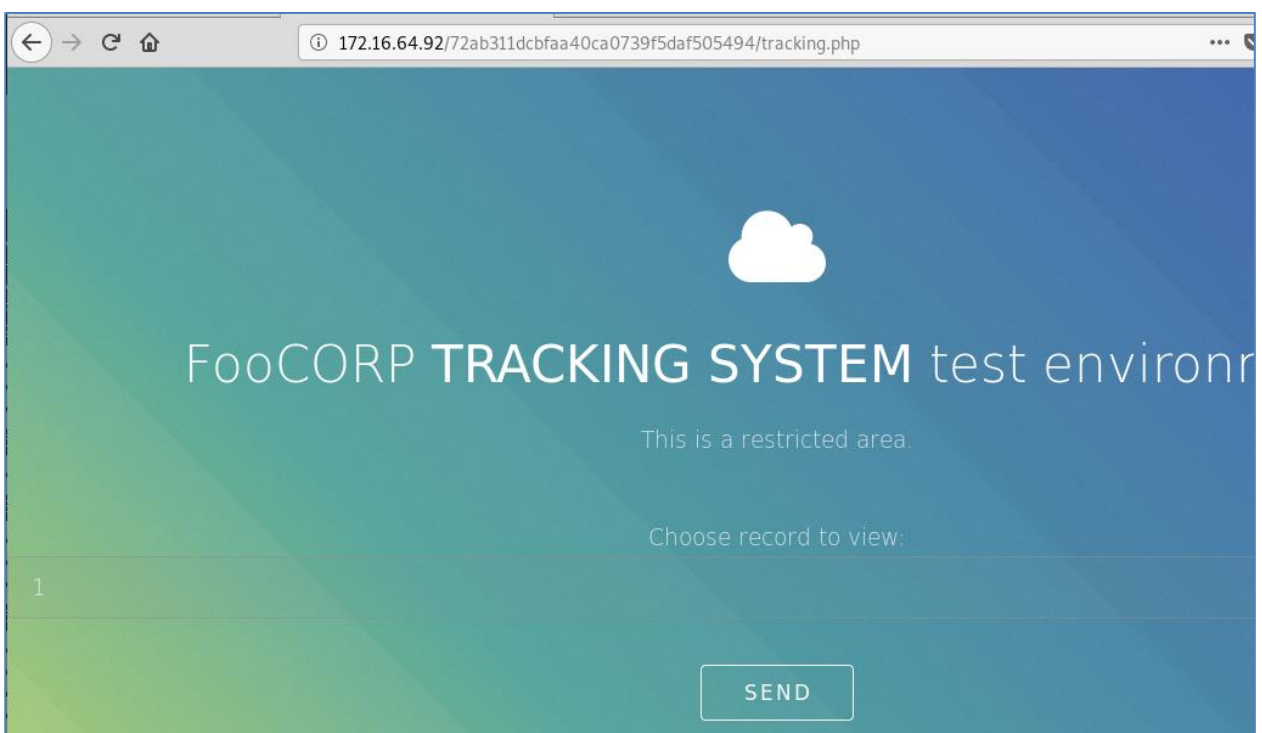 172.16.64.92/72ab311dcbfaa40ca0739f5daf505494/tracking.php
FooCORP TRACKING SYSTEM test environ
This is a restricted area.
Choose record to view:
1
SEND